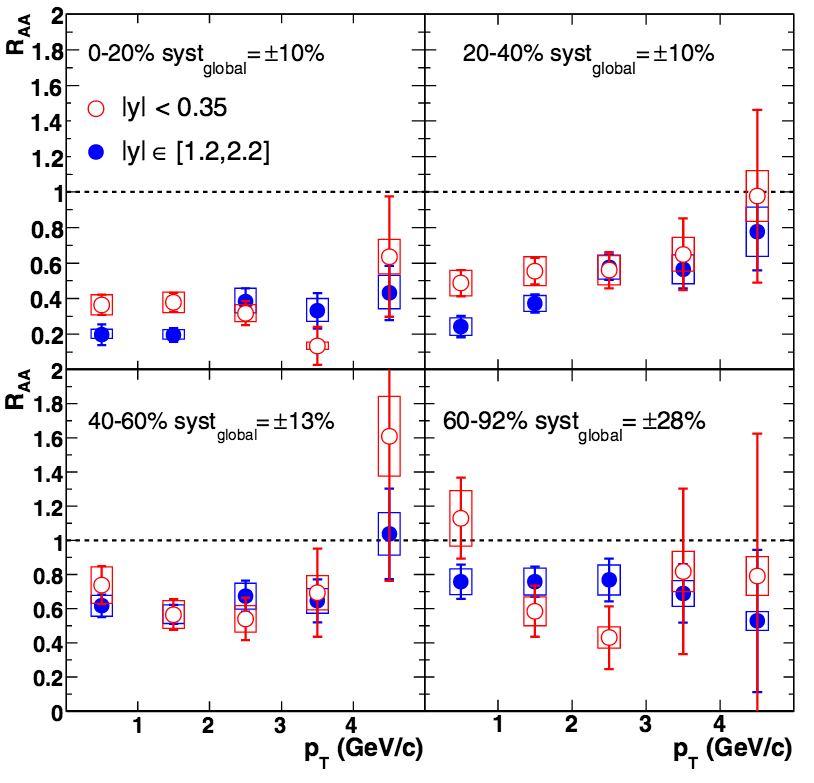 R_AA
2
1.8
1.6
1.4
1.2
1
0.8
0.6
0.4
0.2
0-20% syst_global = ±10%
|y| < 0.35
|y| ∈ [1.2,2.2]
20-40% syst_global = ±10%
R_AA
2
1.8
1.6
1.4
1.2
1
0.8
0.6
0.4
0.2
0
40-60% syst_global = ±13%
60-92% syst_global = ±28%
1 2 3 4
1 2 3 4
p_T (GeV/c)
p_T (GeV/c)